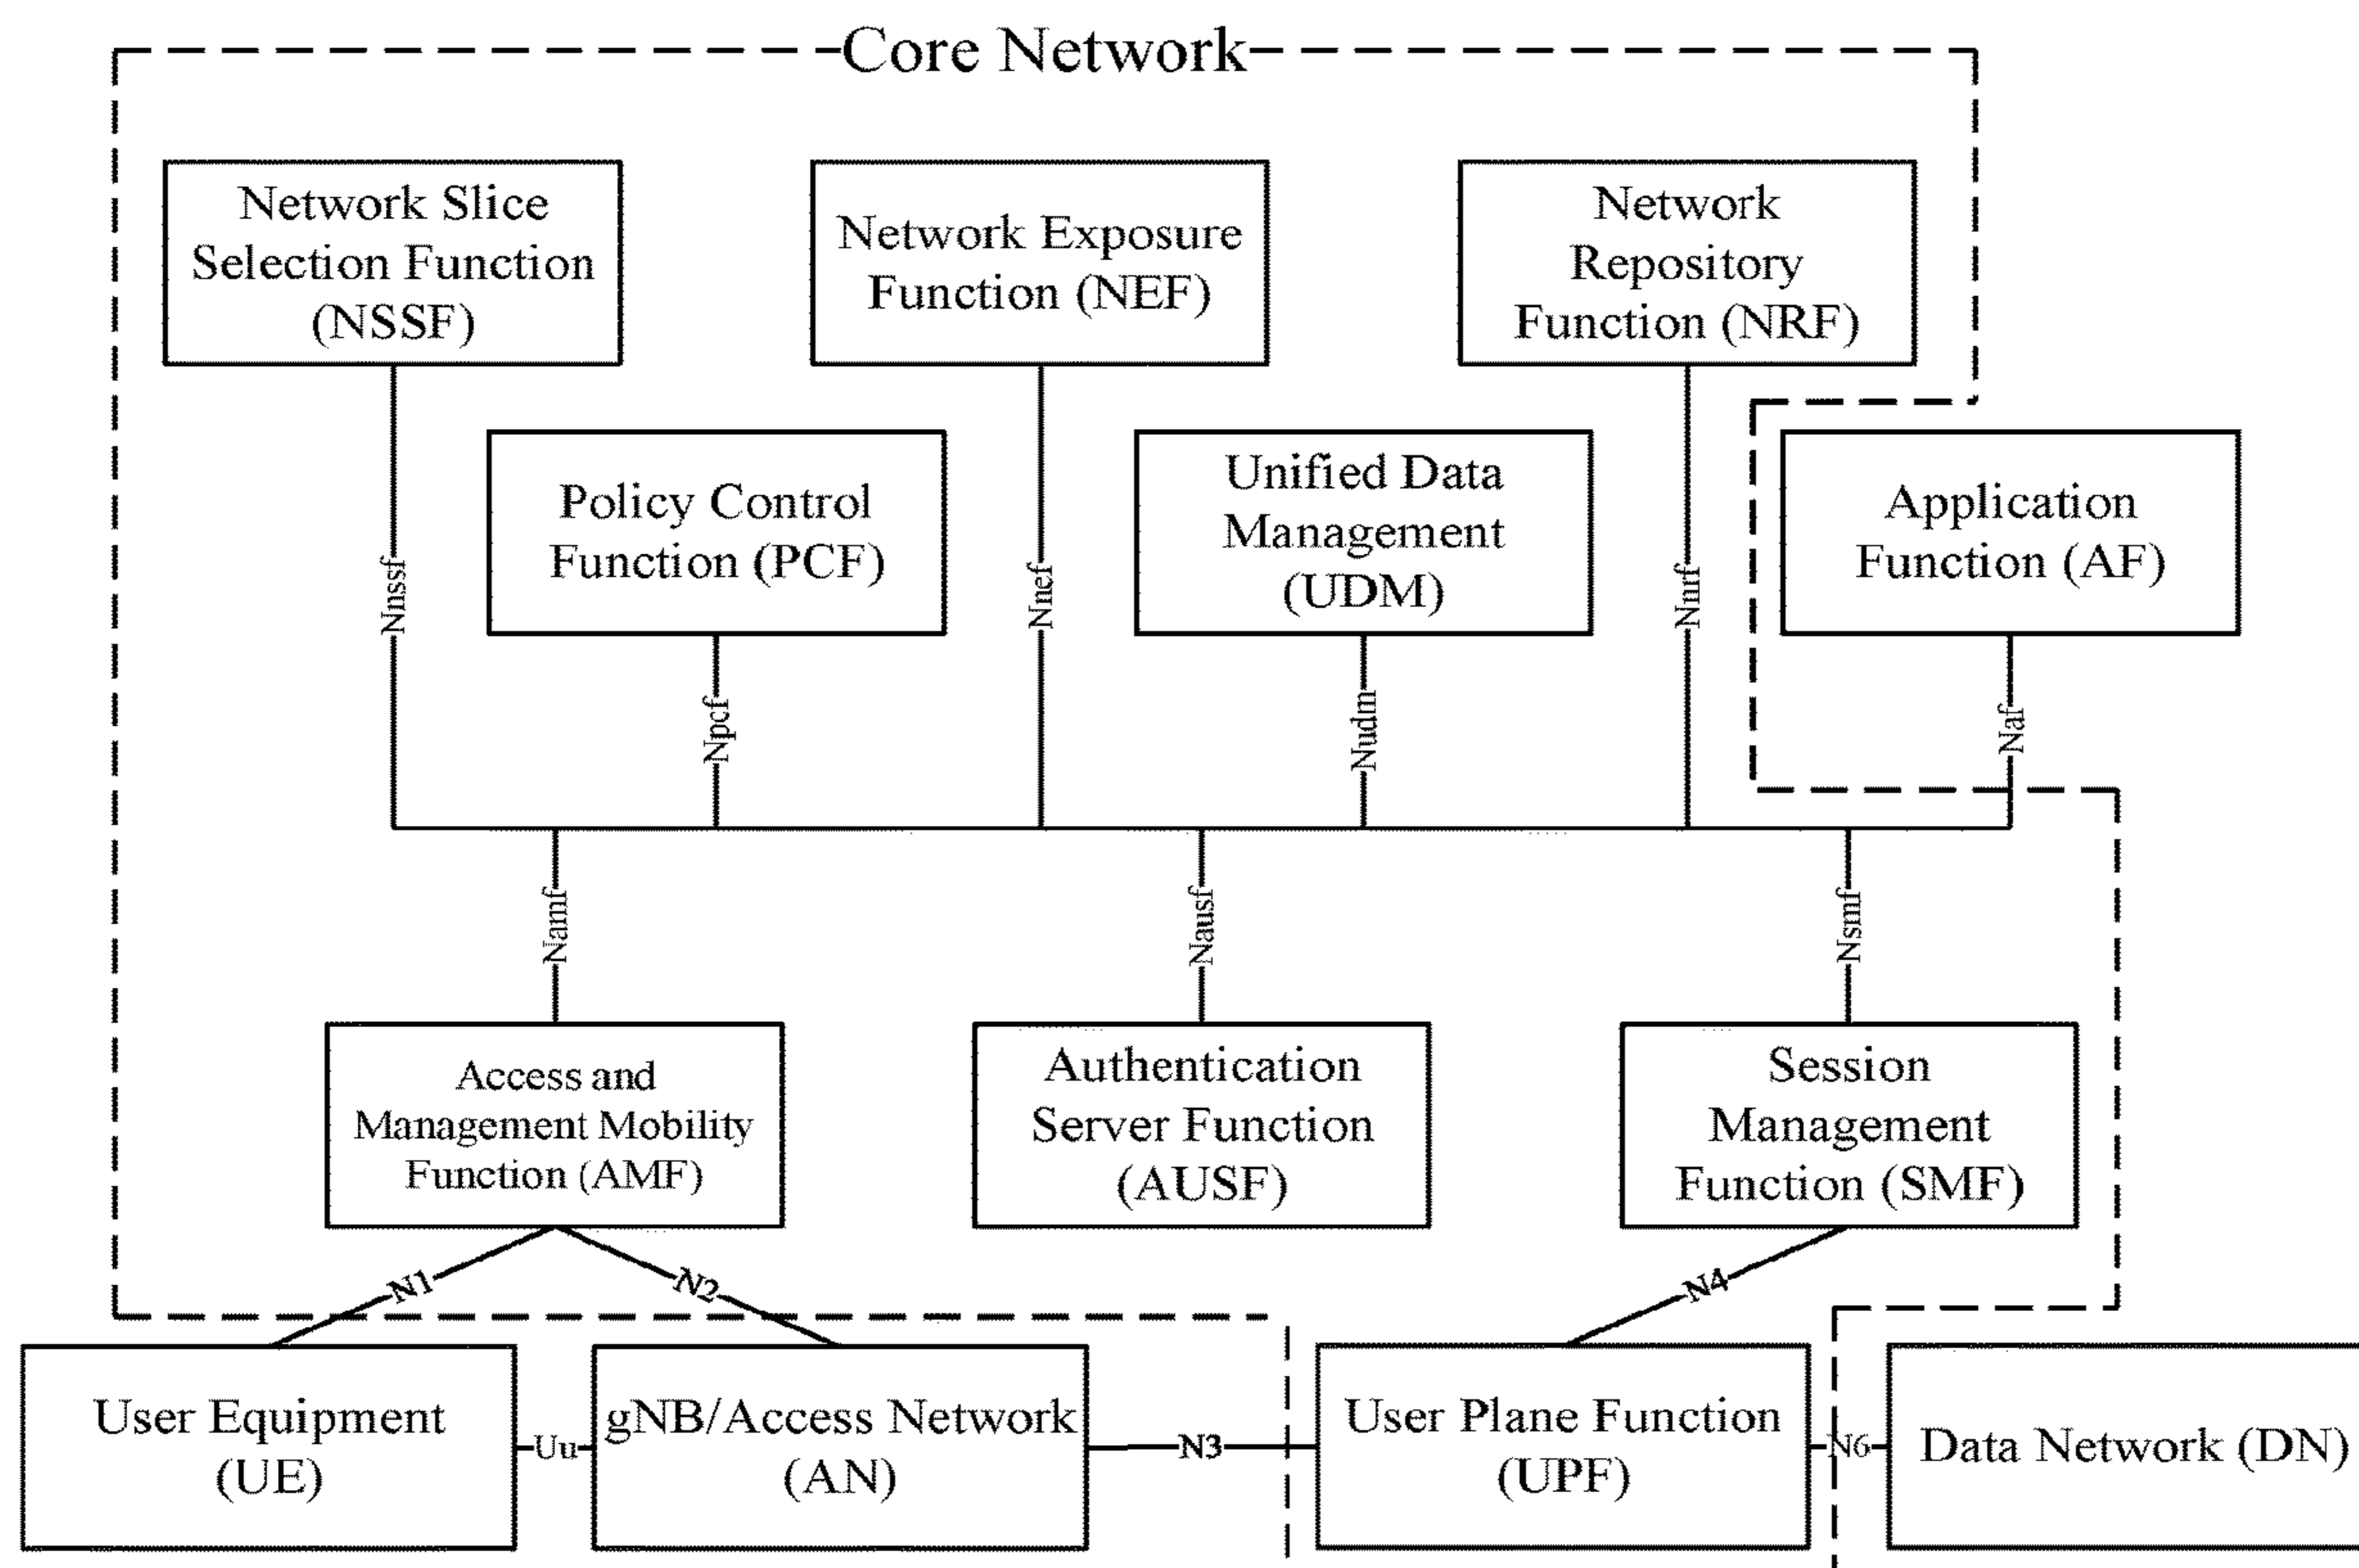 Core Network
Network Slice
Selection Function
(NSSF)
Network Exposure
Function (NEF)
Network
Repository
Function (NRF)
Policy Control
Function (PCF)
Unified Data
Management
(UDM)
Application
Function (AF)
Nnssf
Npcf
Nnef
Nudm
Nnrf
Naf
Namf
Nausf
Nsmf
Access and
Management Mobility
Function (AMF)
Authentication
Server Function
(AUSF)
Session
Management
Function (SMF)
N1
N2
N4
User Equipment
(UE)
Uu
gNB/Access Network
(AN)
N3
User Plane Function
(UPF)
N6
Data Network (DN)